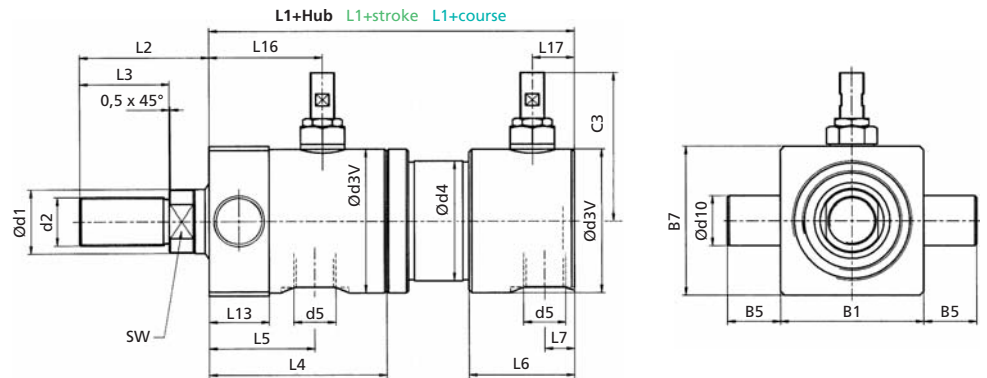 L1+Hub L1+stroke L1+course
L2 L16 L17
L3
0,5 x 45°
C3
Ød1 d2 Ød3V Ød4 Ød3V B7 Ød10
SW
L13 d5 d5
L5 L7
L4 L6
B5 B1 B5